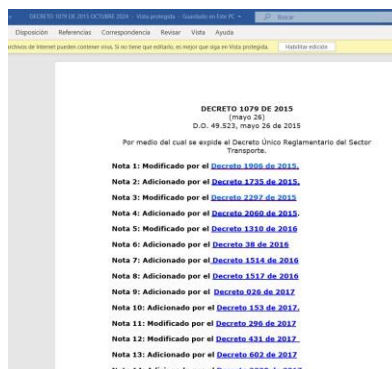 DECRETO 1079 DE 2015 OCTUBRE 2024 - Vista protegida - Guardado en Este PC
Buscar
Disposición Referencias Correspondencia Revisar Vista Ayuda
archivos de Internet pueden contener virus. Si no tiene que editarlo, es mejor que siga en Vista protegida. Habilitar edición
DECRETO 1079 DE 2015
(mayo 26)
D.O. 49.523, mayo 26 de 2015
Por medio del cual se expide el Decreto Único Reglamentario del Sector
Transporte.
Nota 1: Modificado por el Decreto 1906 de 2015.
Nota 2: Adicionado por el Decreto 1735 de 2015.
Nota 3: Modificado por el Decreto 2297 de 2015
Nota 4: Adicionado por el Decreto 2060 de 2015.
Nota 5: Modificado por el Decreto 1310 de 2016
Nota 6: Adicionado por el Decreto 38 de 2016
Nota 7: Adicionado por el Decreto 1514 de 2016
Nota 8: Adicionado por el Decreto 1517 de 2016
Nota 9: Adicionado por el Decreto 026 de 2017
Nota 10: Adicionado por el Decreto 153 de 2017.
Nota 11: Modificado por el Decreto 296 de 2017
Nota 12: Modificado por el Decreto 431 de 2017
Nota 13: Adicionado por el Decreto 602 de 2017